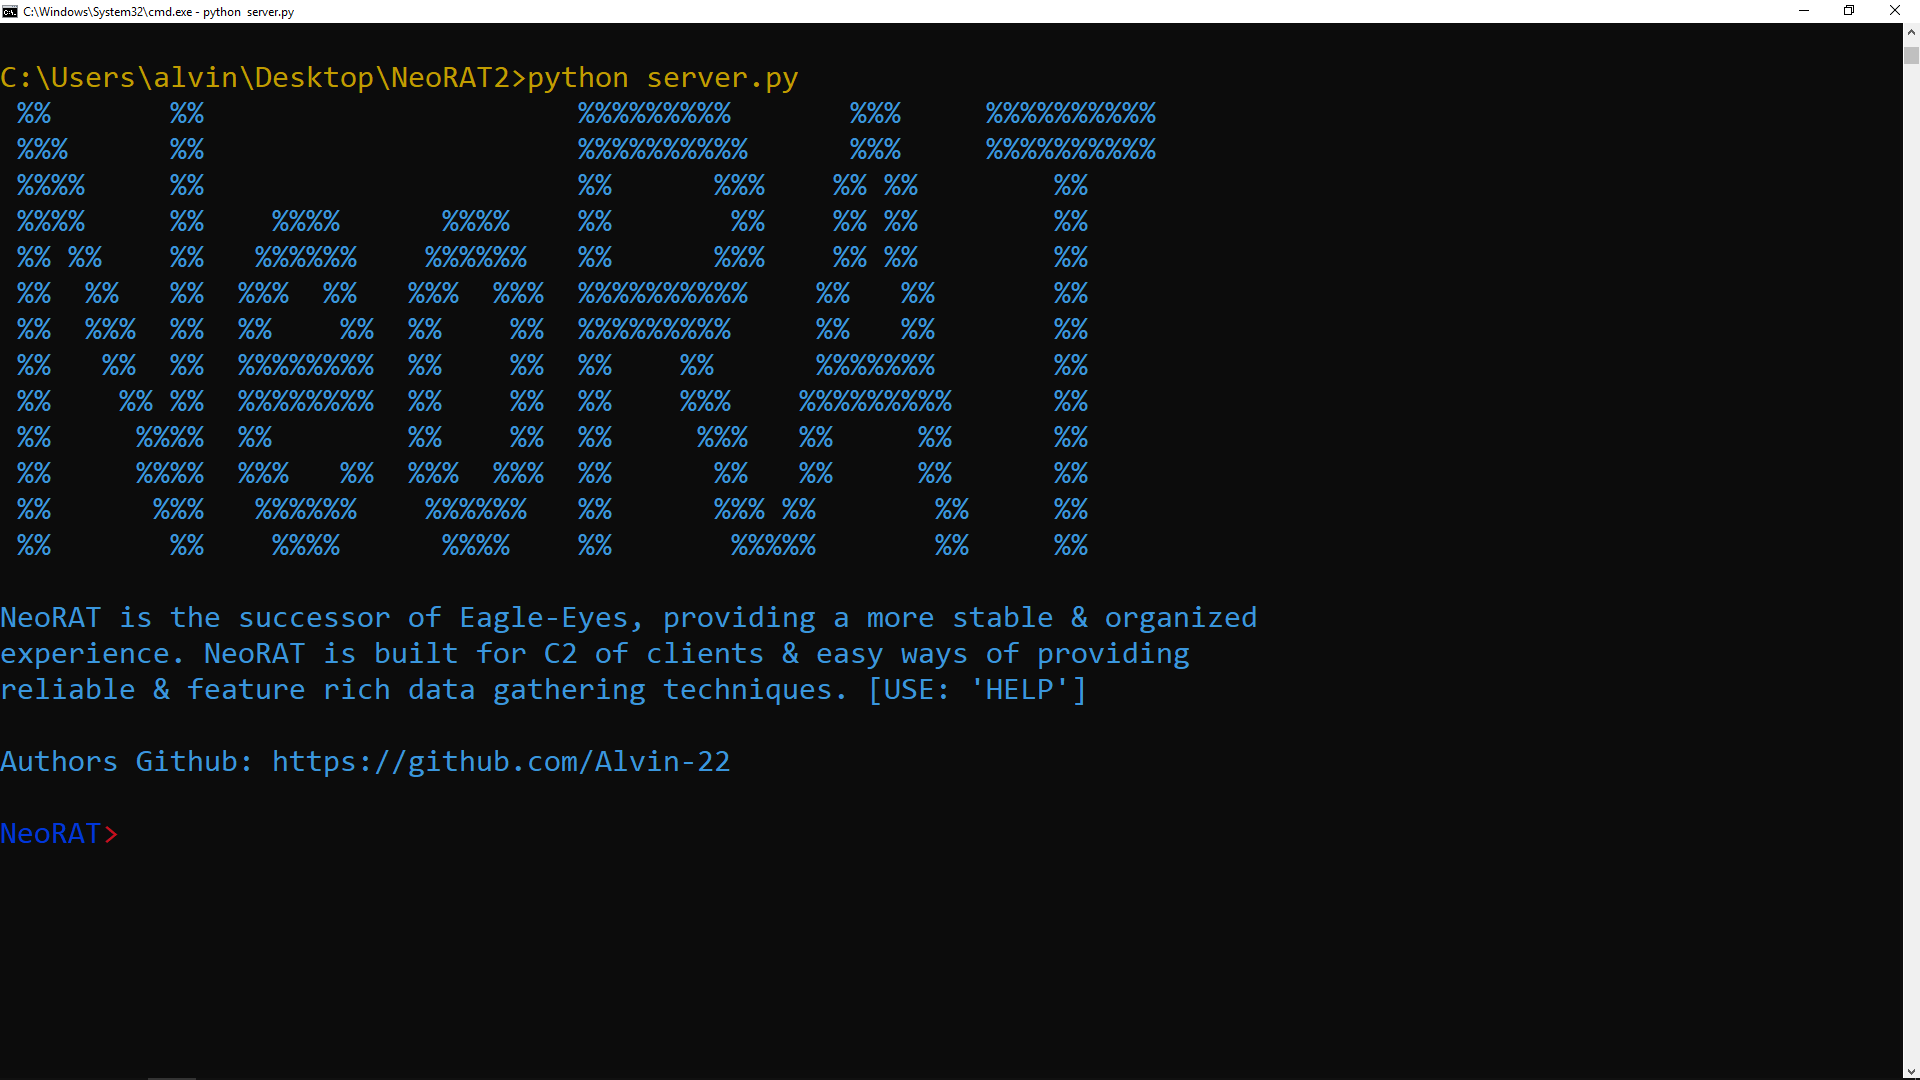 C:\Windows\System32\cmd.exe - python  server.py
C:\Users\alvin\Desktop\NeoRAT2>python server.py
NeoRAT
NeoRAT is the successor of Eagle-Eyes, providing a more stable & organized
experience. NeoRAT is built for C2 of clients & easy ways of providing
reliable & feature rich data gathering techniques. [USE: 'HELP']
Authors Github: https://github.com/Alvin-22
NeoRAT>